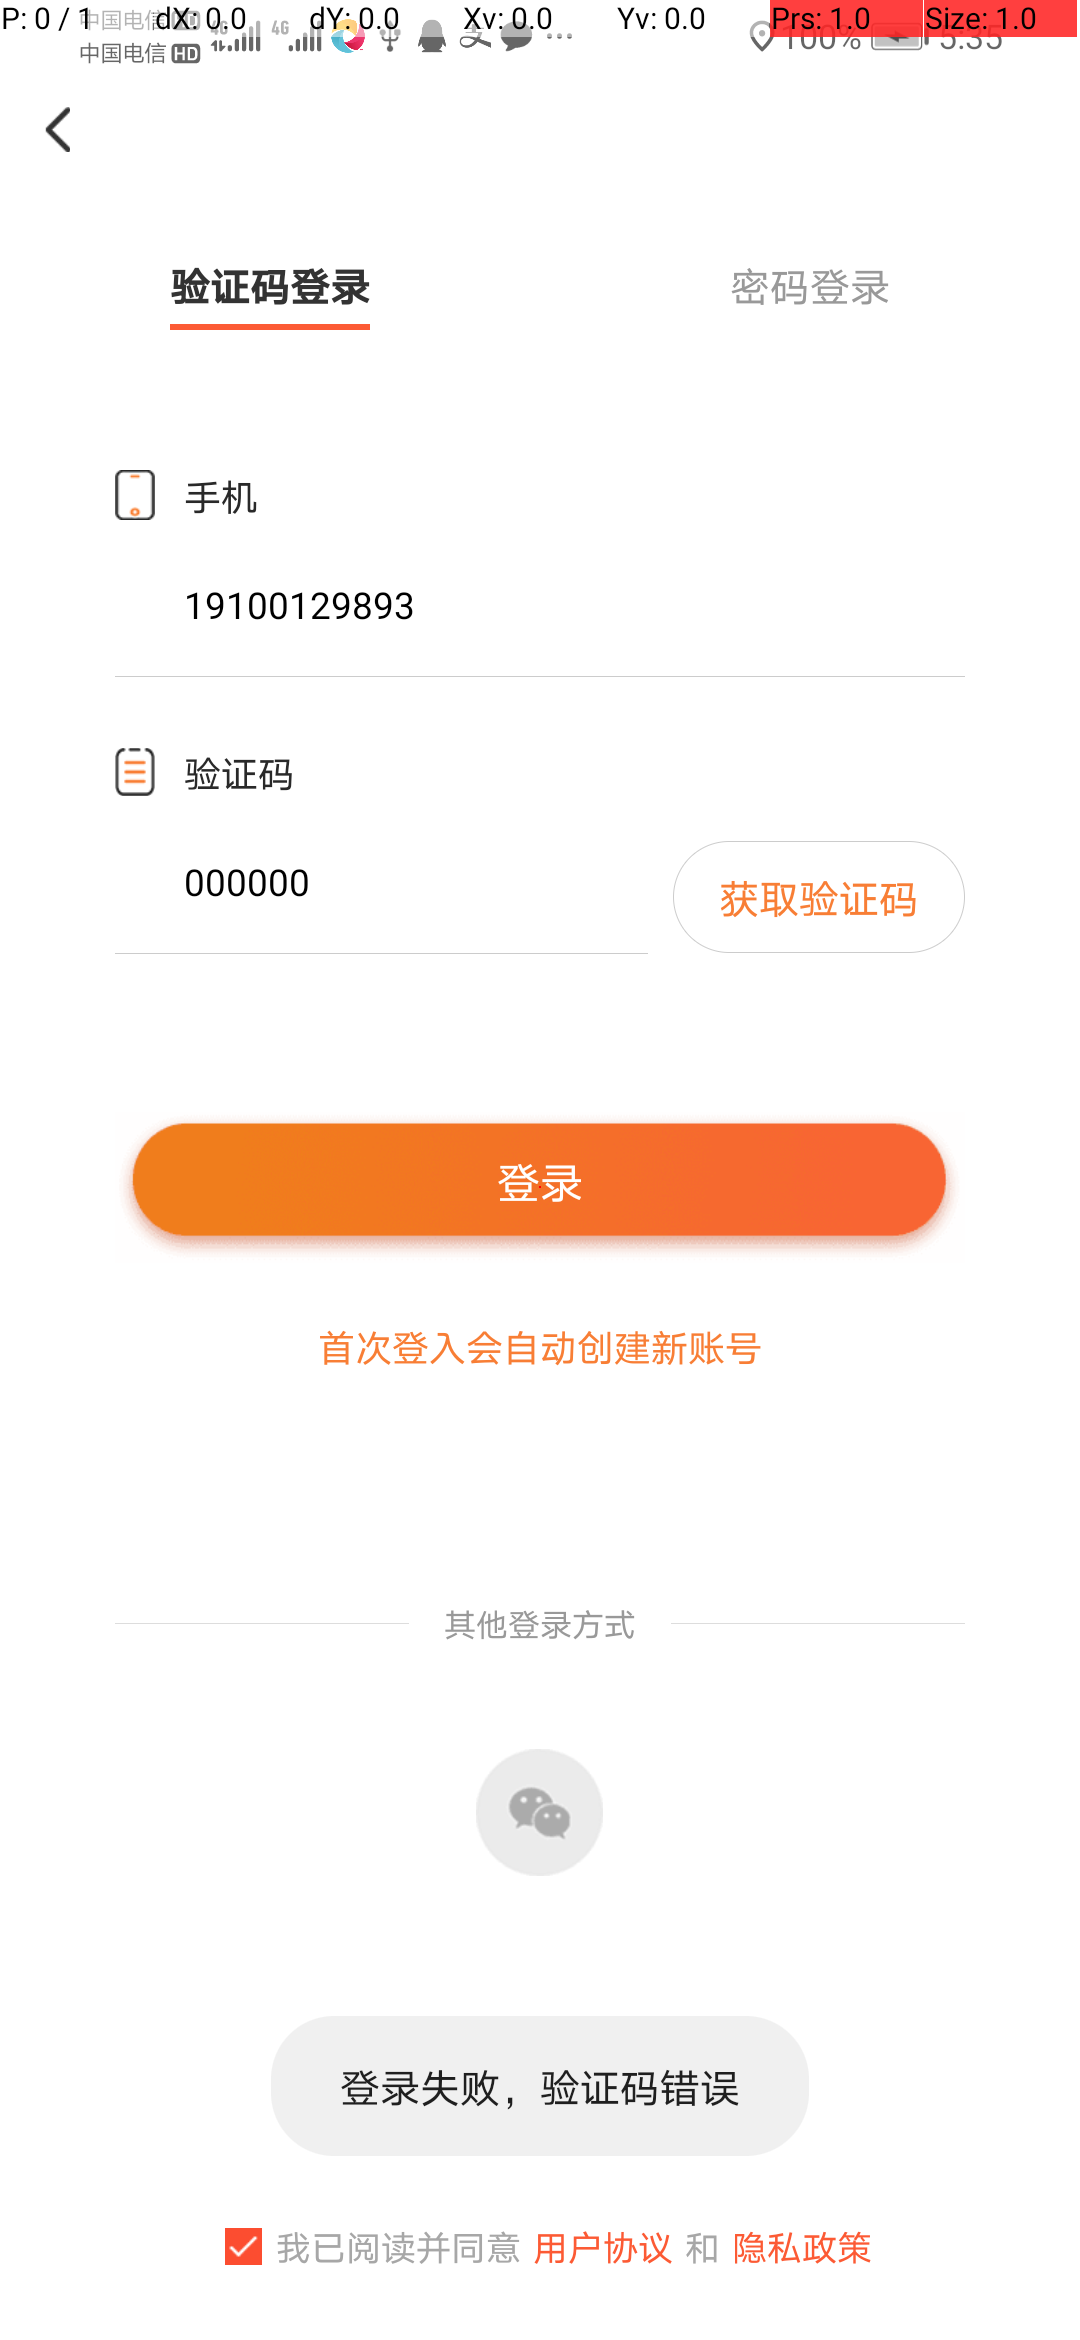 P: 0 / 1 dX: 0.0 dY: 0.0 Xv: 0.0 Yv: 0.0 Prs: 1.0 Size: 1.0
中国电信 HD 4G 4G 100% 5:35
中国电信 HD
验证码登录 密码登录
手机
19100129893
验证码
000000
获取验证码
登录
首次登入会自动创建新账号
其他登录方式
登录失败，验证码错误
我已阅读并同意 用户协议 和 隐私政策